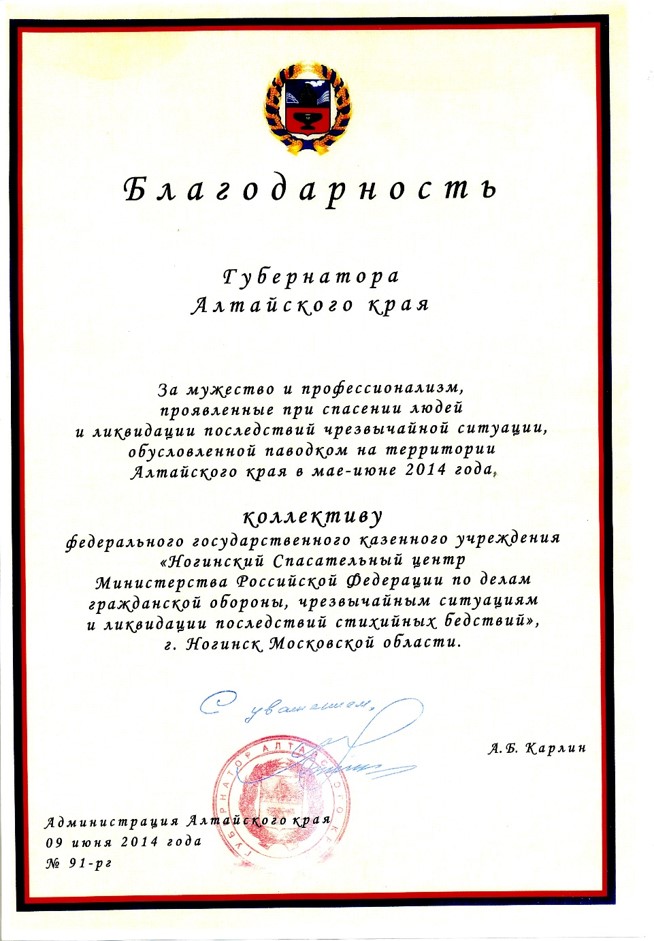 Благодарность
Губернатора
Алтайского края
За мужество и профессионализм,
проявленные при спасении людей
и ликвидации последствий чрезвычайной ситуации,
обусловленной паводком на территории
Алтайского края в мае-июне 2014 года,
коллективу
федерального государственного казенного учреждения
«Ногинский Спасательный центр
Министерства Российской Федерации по делам
гражданской обороны, чрезвычайным ситуациям
и ликвидации последствий стихийных бедствий»,
г. Ногинск Московской области.
С уважением,
А.Б. Карлин
ГУБЕРНАТОР АЛТАЙСКОГО
Администрация Алтайского края
09 июня 2014 года
№ 91-рг